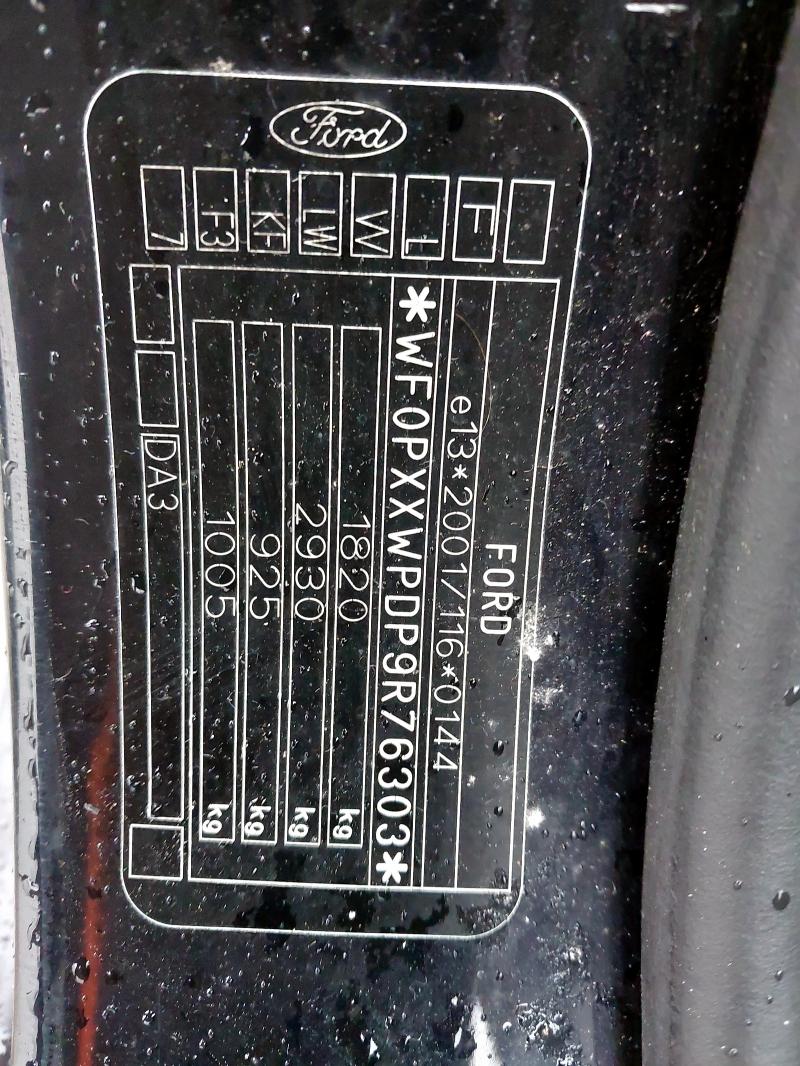 Ford
FORD
e13*2001/116*0144
*WF0PXXWPDP9R76303*
1820 kg
2930 kg
925 kg
1005 kg
F
L
W
LW
KF
F3
7
DA3